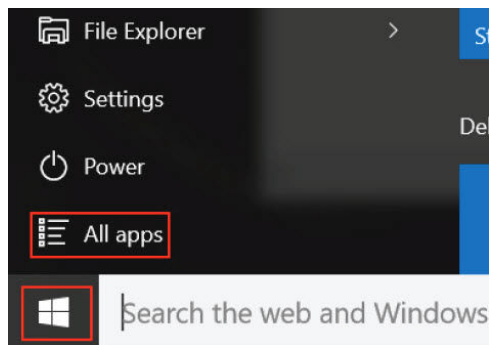 File Explorer
Settings
Power
All apps
Search the web and Windows